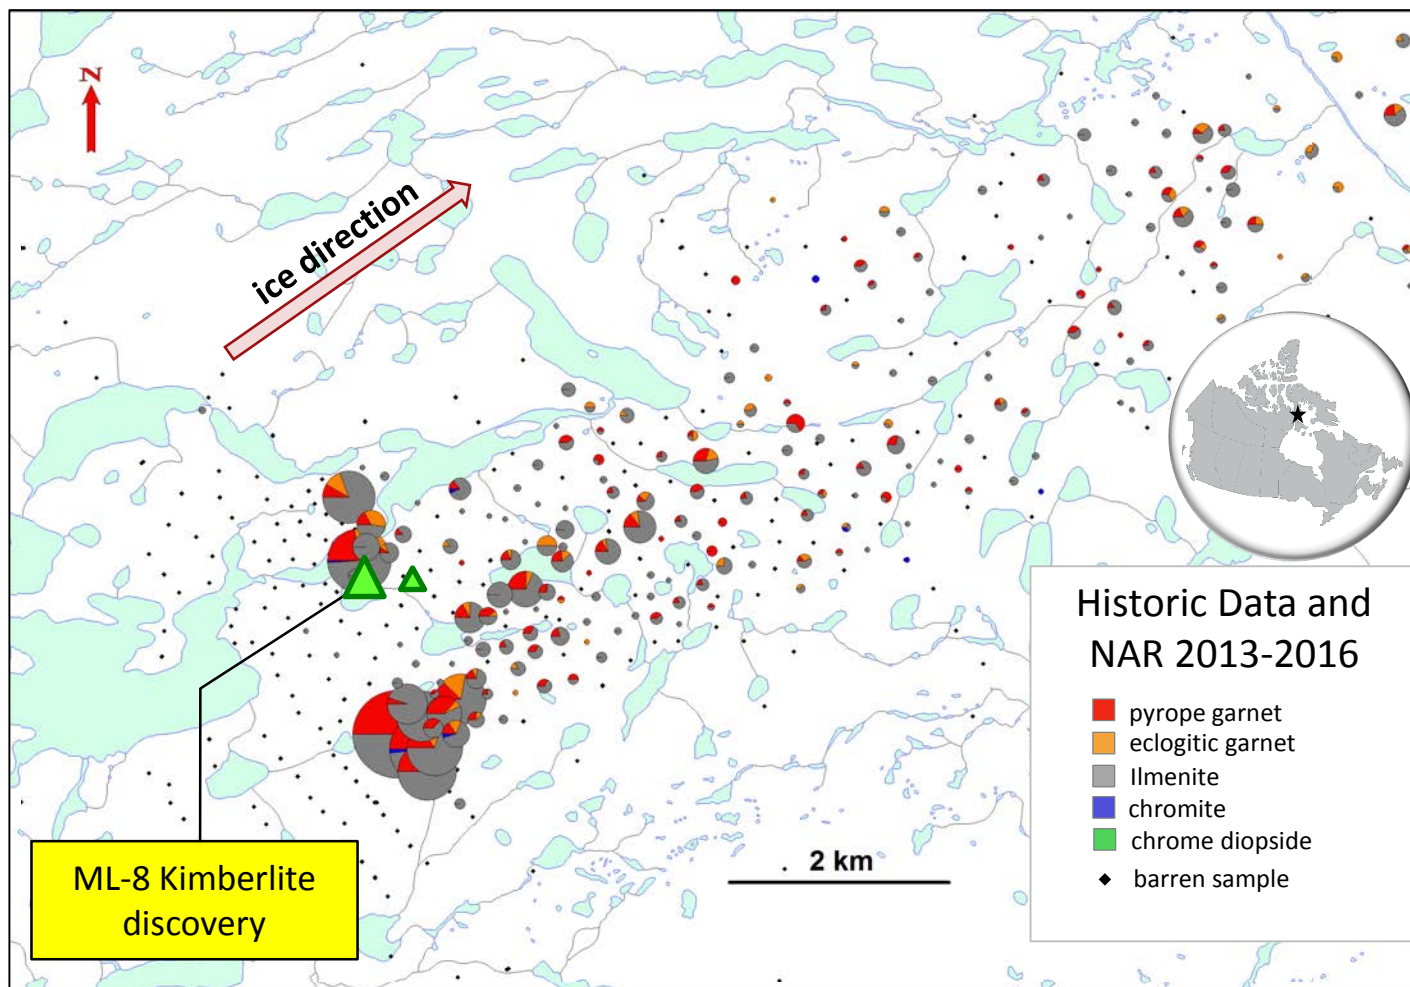 N
ice direction
Historic Data and
NAR 2013-2016
pyrope garnet
eclogitic garnet
Ilmenite
chromite
chrome diopside
barren sample
2 km
ML-8 Kimberlite
discovery